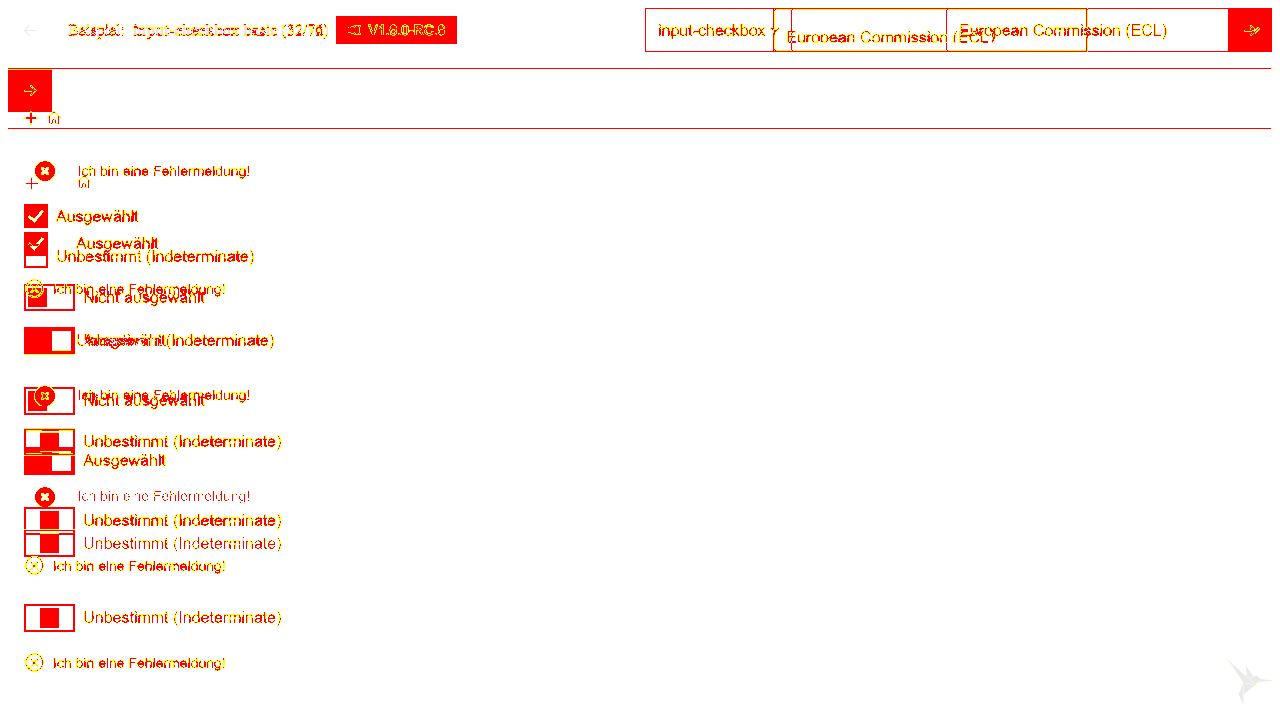 Beispiel: input-checkbox basic (32/76) V1.6.0-RC.6 input-checkbox European Commission (ECL) European Commission (ECL)
Ich bin eine Fehlermeldung!
Ausgewählt
Ausgewählt
Unbestimmt (Indeterminate)
Ich bin eine Fehlermeldung!
Nicht ausgewählt
Ausgewählt
Unbestimmt (Indeterminate)
Ich bin eine Fehlermeldung!
Nicht ausgewählt
Unbestimmt (Indeterminate)
Ausgewählt
Ich bin eine Fehlermeldung!
Unbestimmt (Indeterminate)
Unbestimmt (Indeterminate)
Ich bin eine Fehlermeldung!
Unbestimmt (Indeterminate)
Ich bin eine Fehlermeldung!